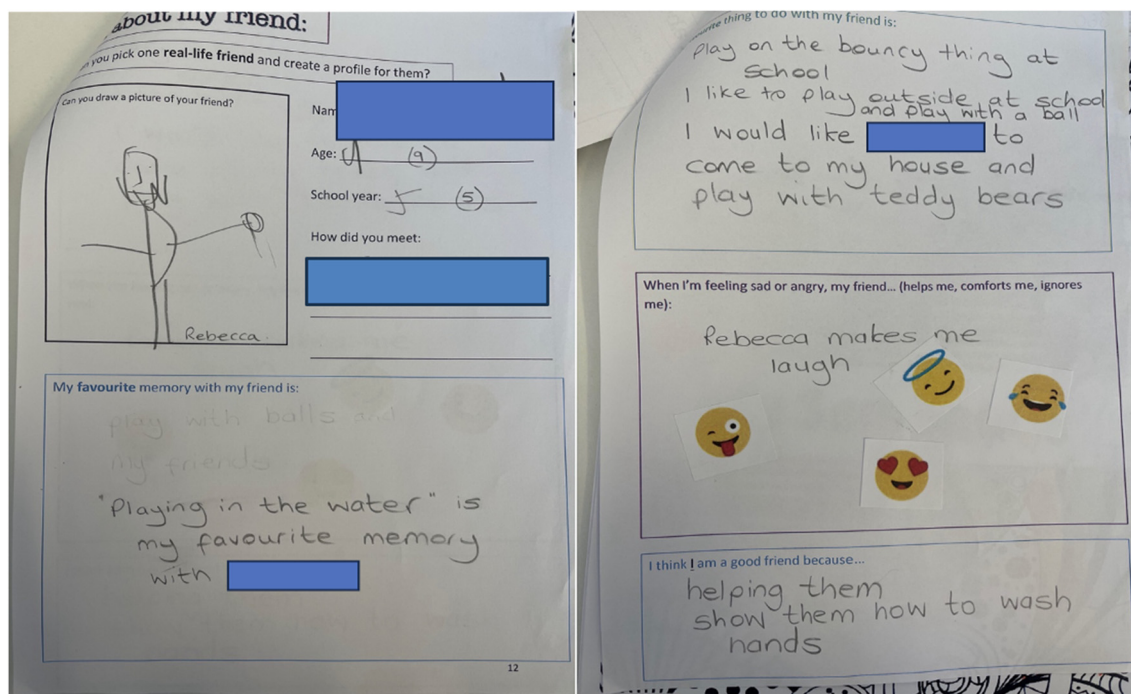 about my friend:
you pick one real-life friend and create a profile for them?
Can you draw a picture of your friend?
Rebecca
Nam
Age: 9 (9)
School year: 5 (5)
How did you meet:
My favourite memory with my friend is:
play with balls and
my friends
"Playing in the water" is
my favourite memory
with
12
thing to do with my friend is:
Play on the bouncy thing at
school
I like to play outside at school
and play with a ball
I would like to
come to my house and
play with teddy bears
When I'm feeling sad or angry, my friend... (helps me, comforts me, ignores
me):
Rebecca makes me
laugh
I think I am a good friend because...
helping them
show them how to wash
hands